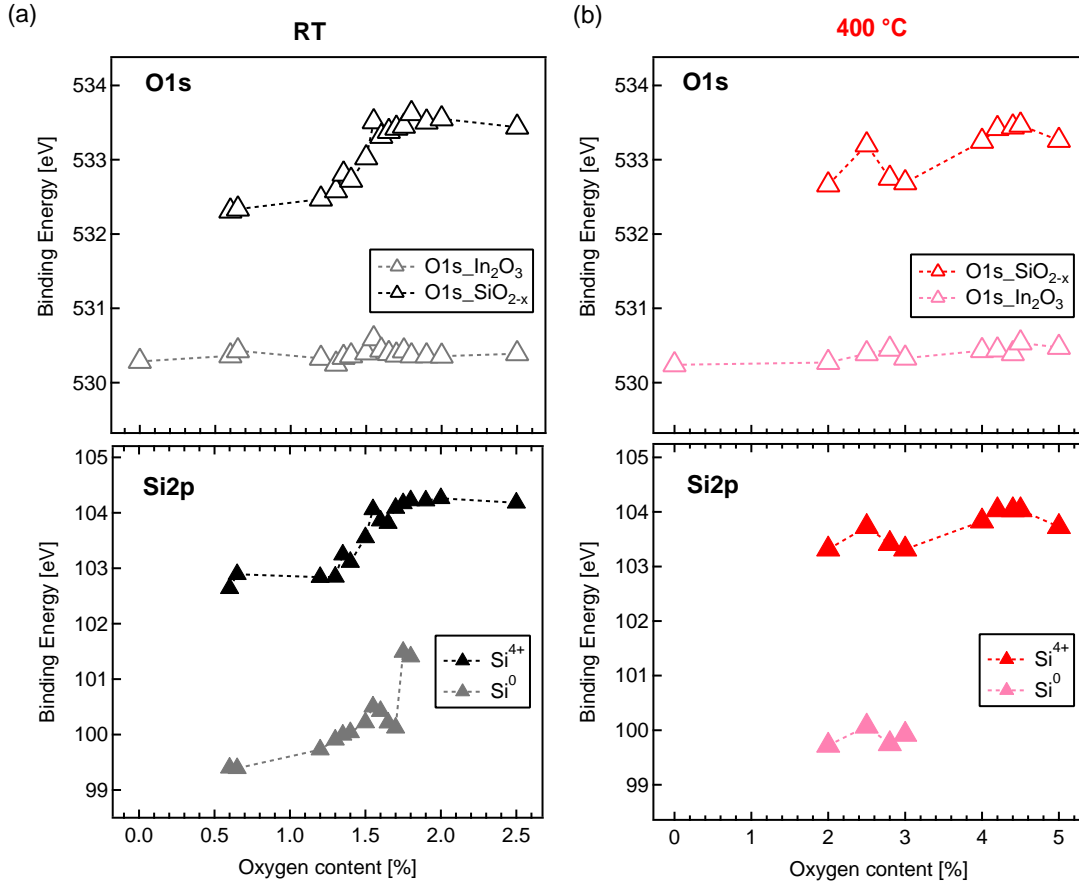 (a)
RT
O1s
534
533
532
531
530
Binding Energy [eV]
O1s_In₂O₃
O1s_SiO₂₋ₓ
Si2p
105
104
103
102
101
100
99
Binding Energy [eV]
Si⁴⁺
Si⁰
0.0 0.5 1.0 1.5 2.0 2.5
Oxygen content [%]
(b)
400 °C
O1s
534
533
532
531
530
Binding Energy [eV]
O1s_SiO₂₋ₓ
O1s_In₂O₃
Si2p
105
104
103
102
101
100
99
Binding Energy [eV]
Si⁴⁺
Si⁰
0 2 3 4 5
Oxygen content [%]